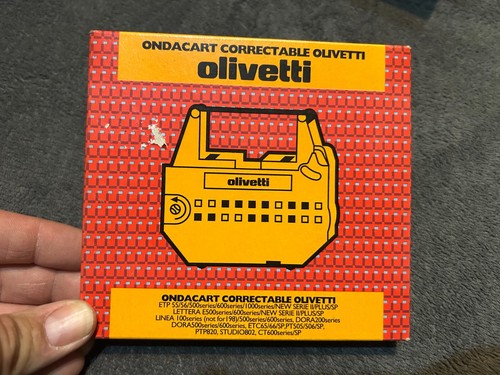 ONDACART CORRECTABLE OLIVETTI
olivetti
olivetti
ONDACART CORRECTABLE OLIVETTI
ETP 55/56/500series/600series/1000series/NEW SERIE II/PLUS/SP
LETTERA E500series/600series/NEW SERIE II/PLUS/SP
LINEA 100series (not for 198)/500series/600series, DORA200series
DORA500series/600series, ETC65/66/SP,PT505/506/SP,
PTP820, STUDIO802, CT600series/SP